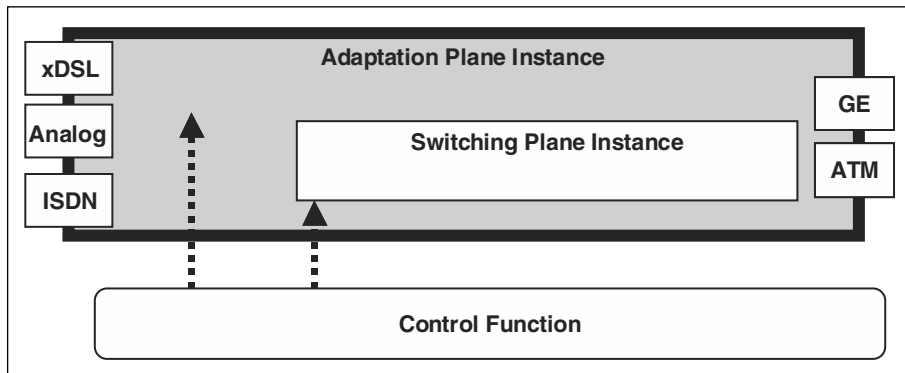 Adaptation Plane Instance
xDSL
Analog
ISDN
Switching Plane Instance
GE
ATM
Control Function